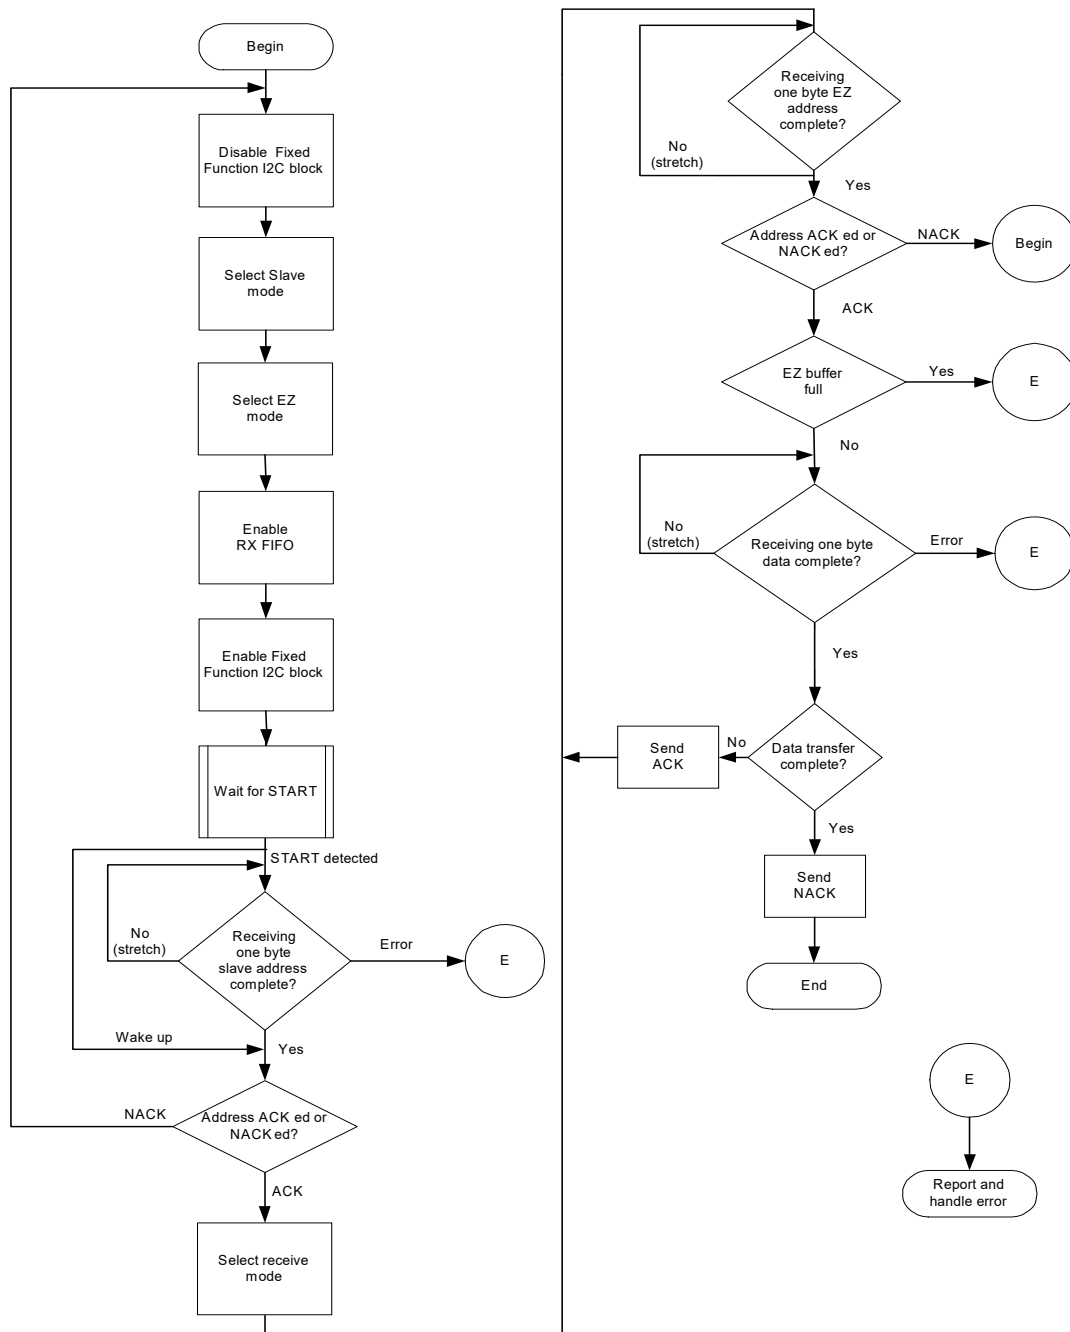 Begin
Disable Fixed
Function I2C block
Select Slave
mode
Select EZ
mode
Enable
RX FIFO
Enable Fixed
Function I2C block
Wait for START
START detected
No
(stretch)
Receiving
one byte
slave address
complete?
Error
E
Wake up
Yes
NACK
Address ACK ed or
NACK ed?
ACK
Select receive
mode
Receiving
one byte EZ
address
complete?
No
(stretch)
Yes
Address ACK ed or
NACK ed?
NACK
Begin
ACK
EZ buffer
full
Yes
E
No
No
(stretch)
Receiving one byte
data complete?
Error
E
Yes
Send
ACK
No
Data transfer
complete?
Yes
Send
NACK
End
E
Report and
handle error